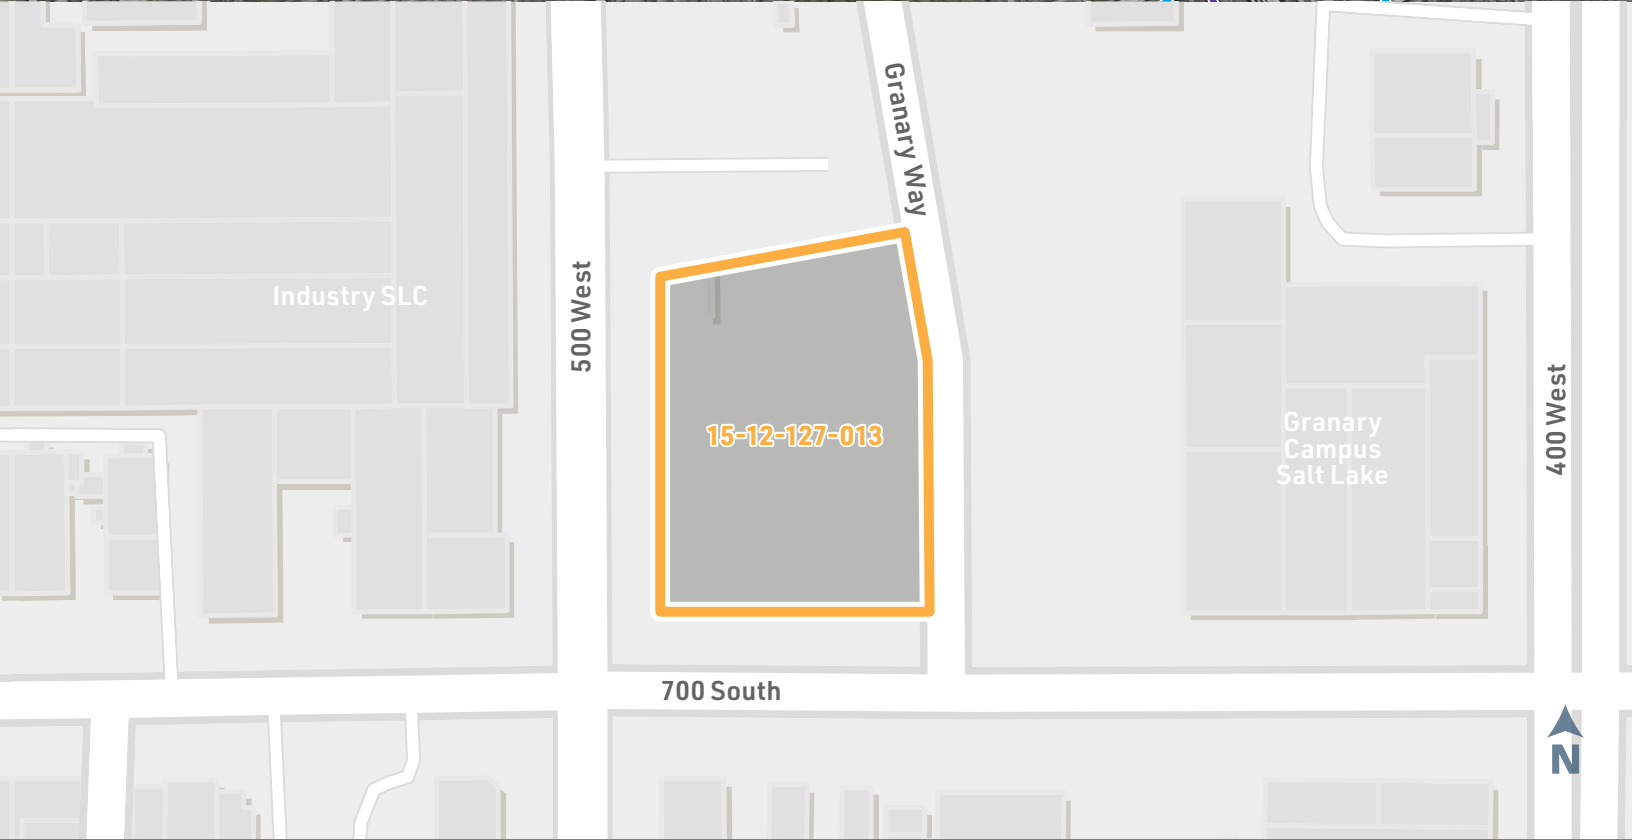 Granary Way
500 West
Industry SLC
15-12-127-013
400 West
Granary
Campus
Salt Lake
700 South
N